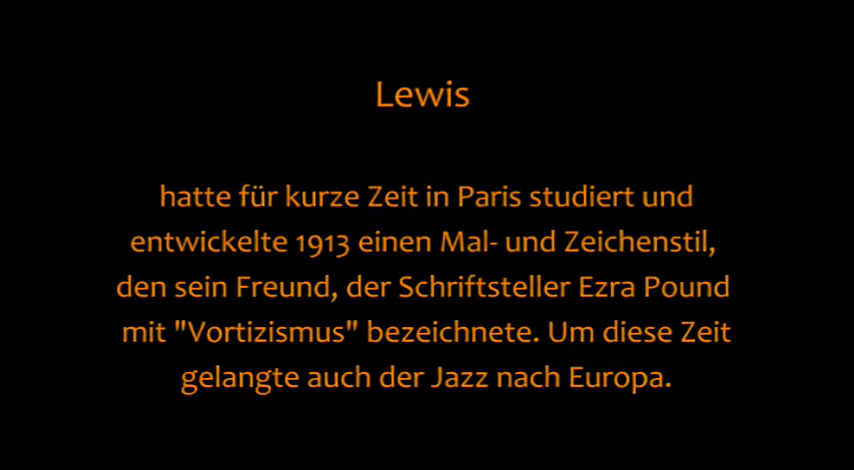 Lewis
hatte für kurze Zeit in Paris studiert und
entwickelte 1913 einen Mal- und Zeichenstil,
den sein Freund, der Schriftsteller Ezra Pound
mit "Vortizismus" bezeichnete. Um diese Zeit
gelangte auch der Jazz nach Europa.